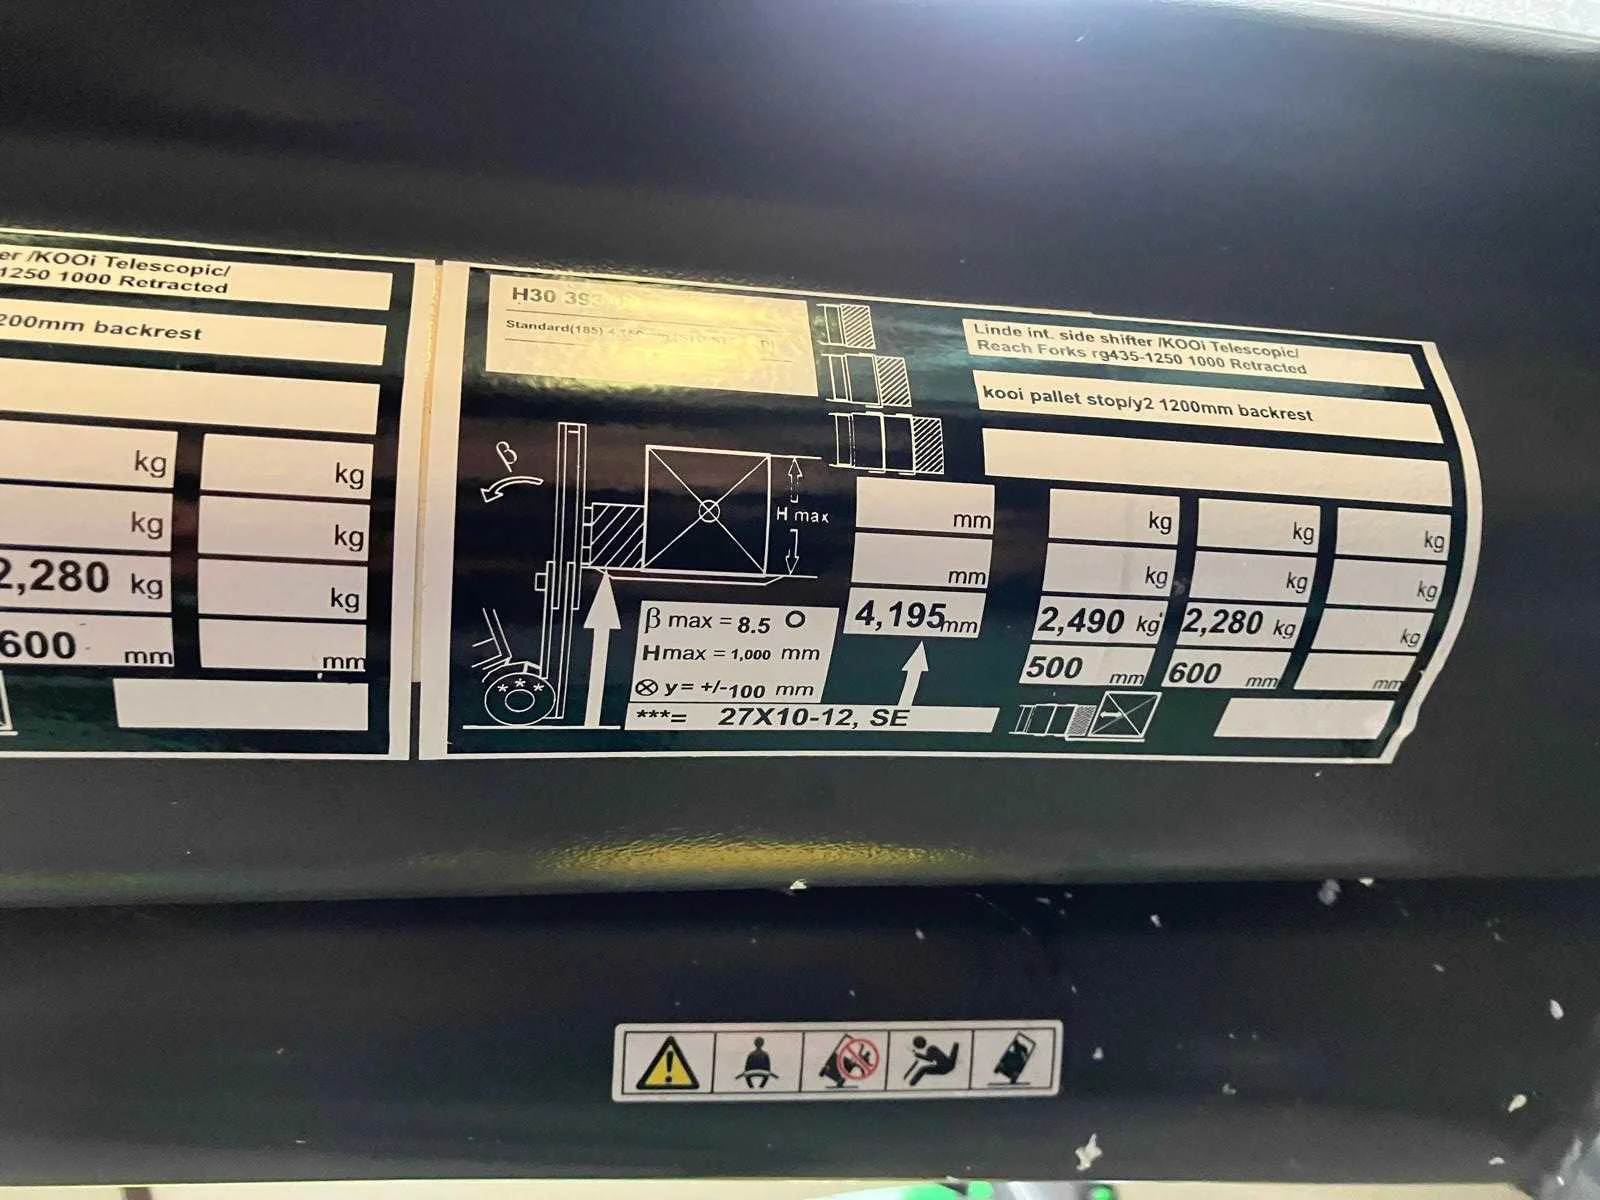 /KOOi Telescopic/
1250 1000 Retracted
200mm backrest
kg kg
kg kg
2,280 kg kg
600 mm mm
H30
Standard(185)
Linde int. side shifter /KOOi Telescopic/
Reach Forks rg435-1250 1000 Retracted
kooi pallet stop/y2 1200mm backrest
β
H max
mm kg kg kg
mm kg kg kg
4,195mm 2,490 kg 2,280 kg kg
500 mm 600 mm mm
β max = 8.5 O
Hmax = 1,000 mm
⊗ y= +/-100 mm
***= 27X10-12, SE
***